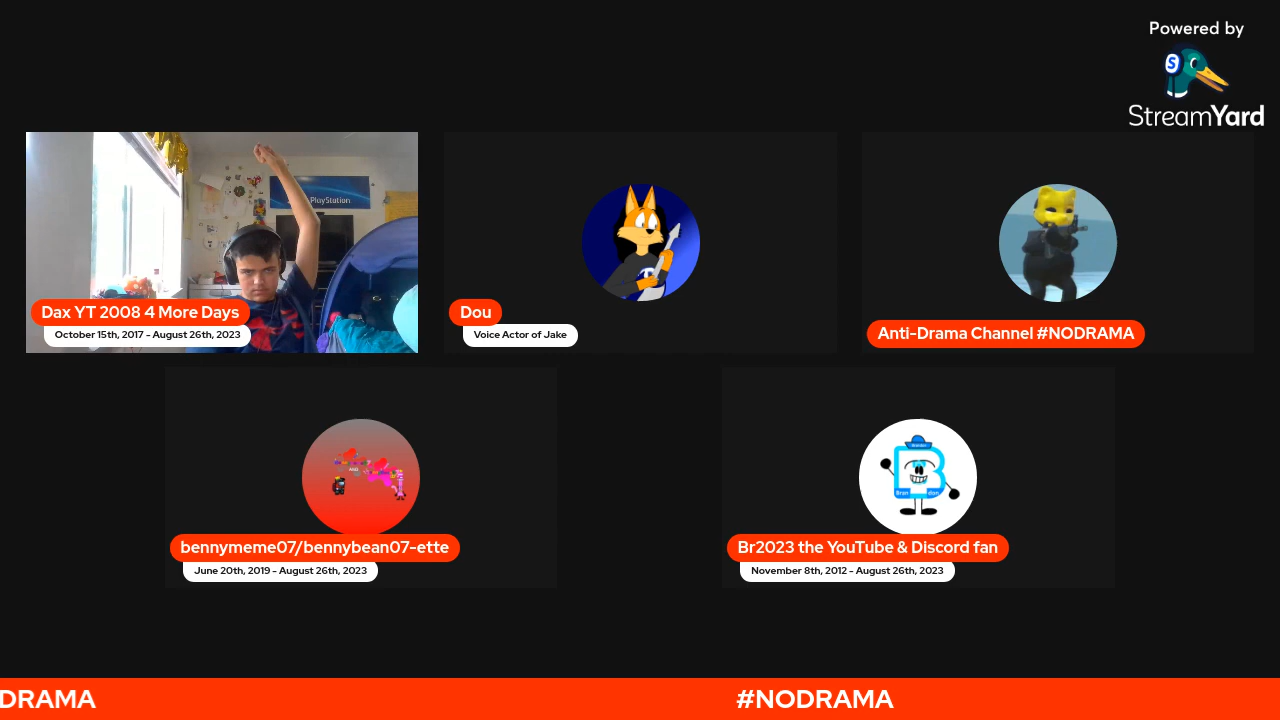 Powered by
S
StreamYard
PlayStation
Dax YT 2008 4 More Days
October 15th, 2017 - August 26th, 2023
Dou
Voice Actor of Jake
Anti-Drama Channel #NODRAMA
bennymeme07/bennybean07-ette
June 20th, 2019 - August 26th, 2023
Bran don
Br2023 the YouTube & Discord fan
November 8th, 2012 - August 26th, 2023
DRAMA #NODRAMA